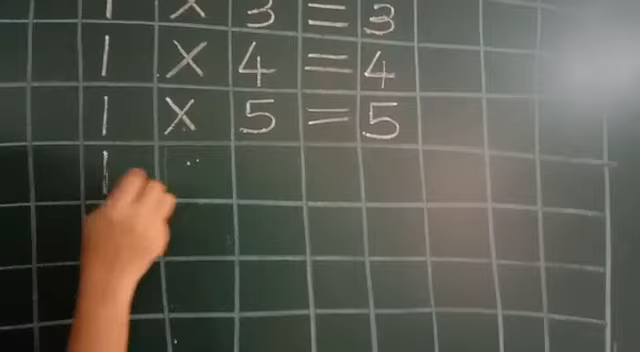 1 × 3 = 3
1 × 4 = 4
1 × 5 = 5
1